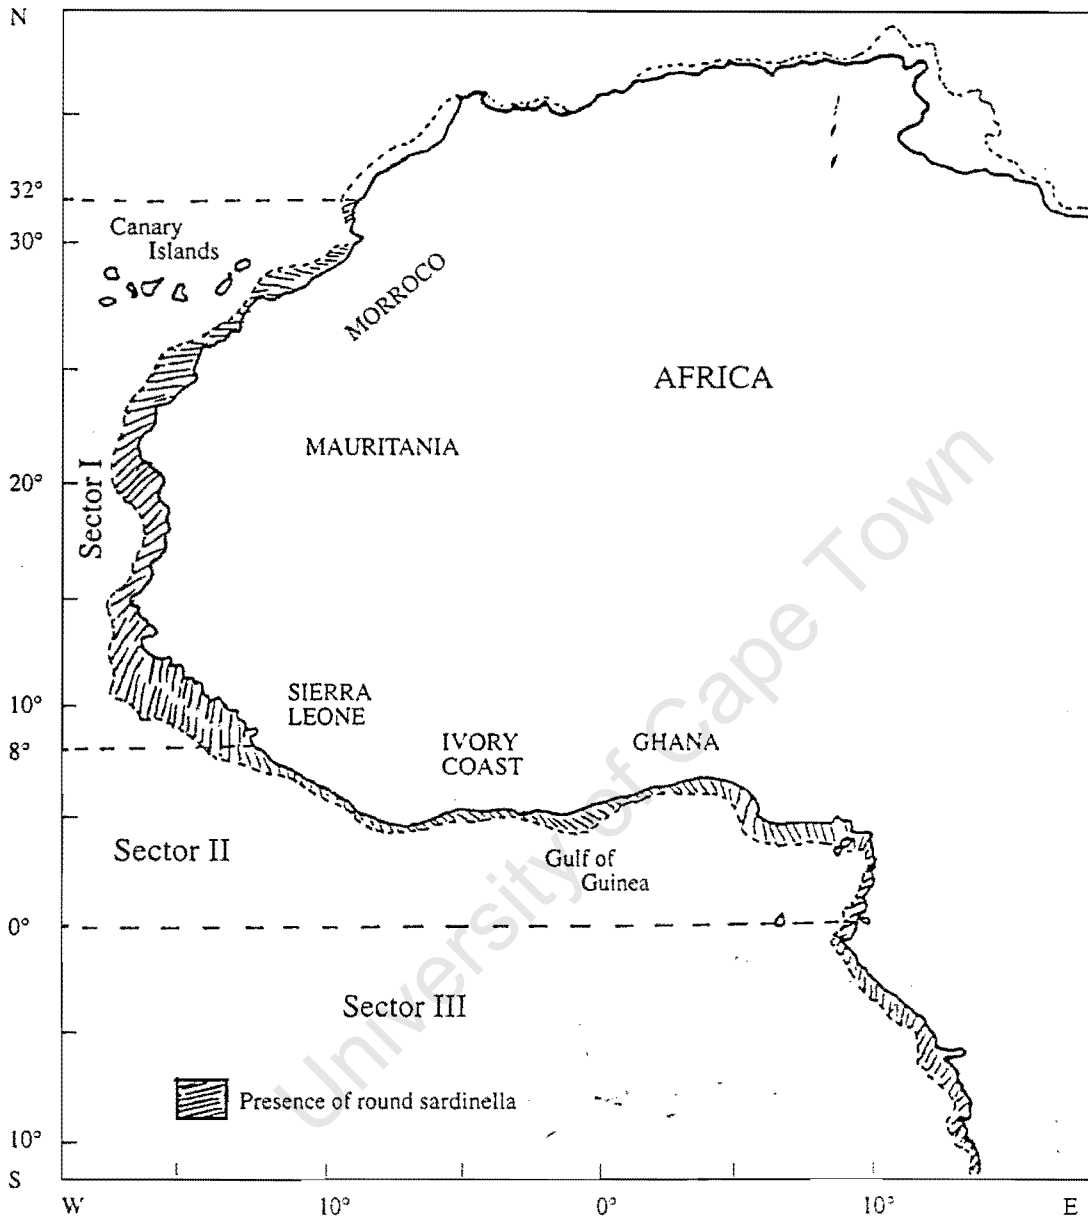 N
32°
Canary
Islands
30°
MORROCO
AFRICA
MAURITANIA
20°
Sector I
SIERRA
LEONE
10°
IVORY
COAST
GHANA
8°
Sector II
Gulf of
Guinea
0°
Sector III
Presence of round sardinella
10°
S
W
10°
0°
10°
E
University of Cape Town